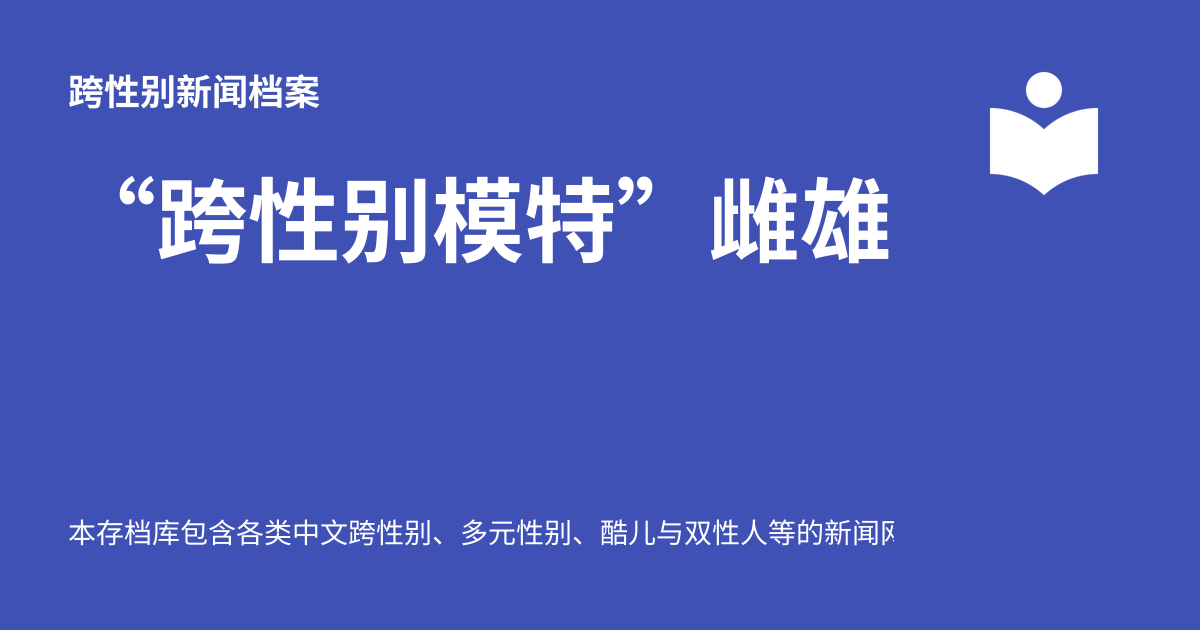 跨性别新闻档案
“跨性别模特” 雌雄
本存档库包含各类中文跨性别、多元性别、酷儿与双性人等的新闻